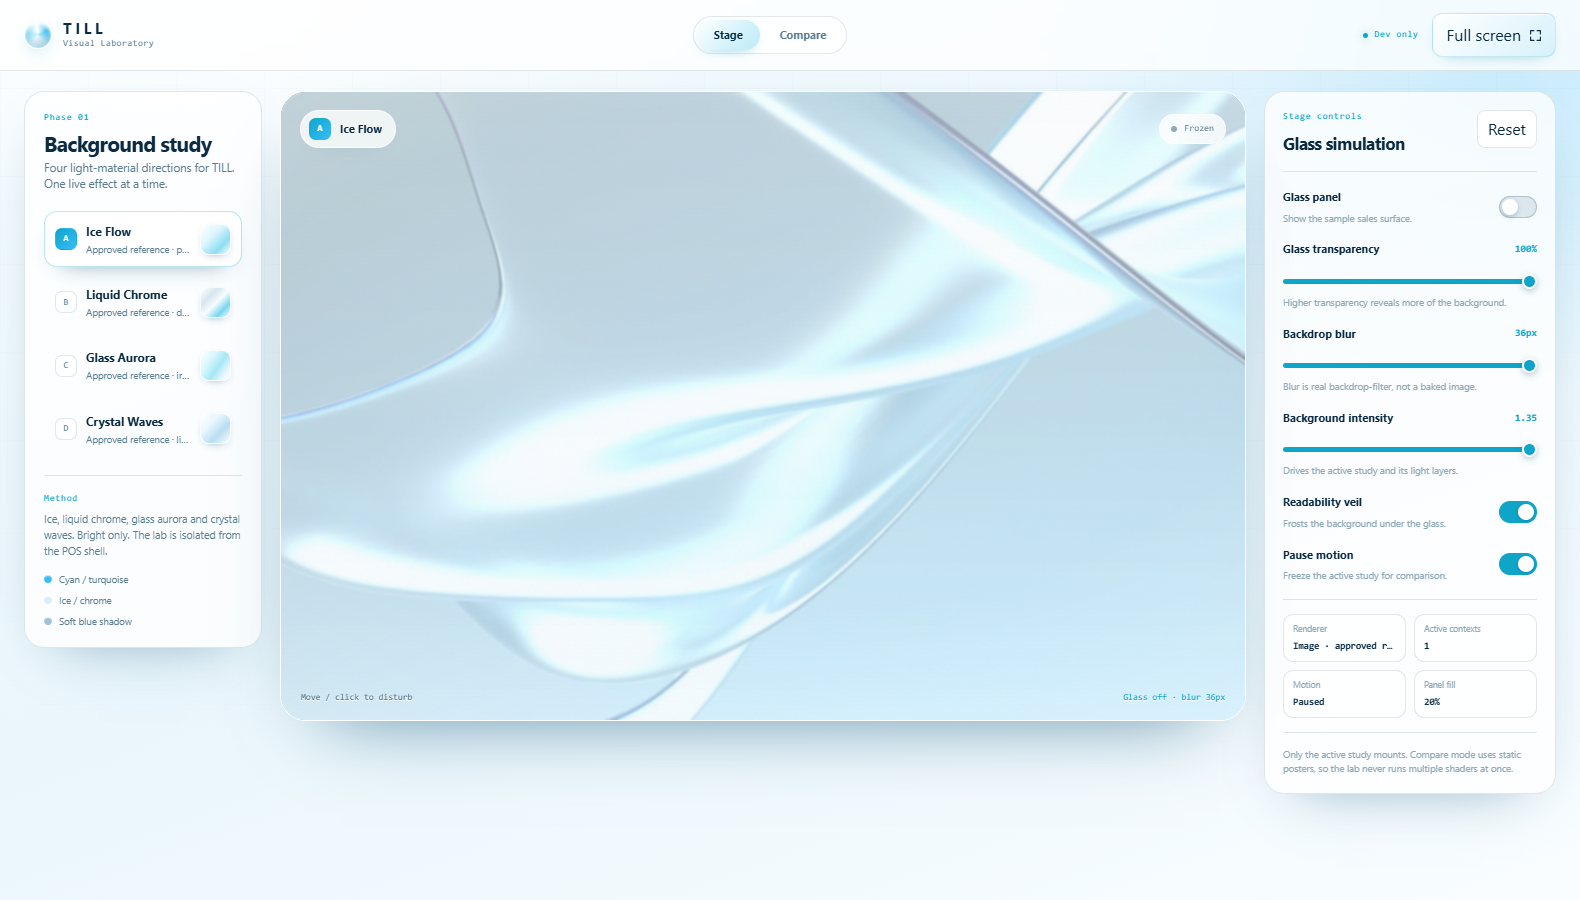 TILL
Visual Laboratory
Stage
Compare
Dev only
Full screen
Phase 01
Background study
Four light-material directions for TILL.
One live effect at a time.
A
Ice Flow
Approved reference · p...
B
Liquid Chrome
Approved reference · d...
C
Glass Aurora
Approved reference · ir...
D
Crystal Waves
Approved reference · li...
Method
Ice, liquid chrome, glass aurora and crystal
waves. Bright only. The lab is isolated from
the POS shell.
Cyan / turquoise
Ice / chrome
Soft blue shadow
A
Ice Flow
Frozen
Move / click to disturb
Glass off · blur 36px
Stage controls
Glass simulation
Reset
Glass panel
Show the sample sales surface.
Glass transparency
100%
Higher transparency reveals more of the background.
Backdrop blur
36px
Blur is real backdrop-filter, not a baked image.
Background intensity
1.35
Drives the active study and its light layers.
Readability veil
Frosts the background under the glass.
Pause motion
Freeze the active study for comparison.
Renderer
Image · approved r…
Active contexts
1
Motion
Paused
Panel fill
20%
Only the active study mounts. Compare mode uses static
posters, so the lab never runs multiple shaders at once.